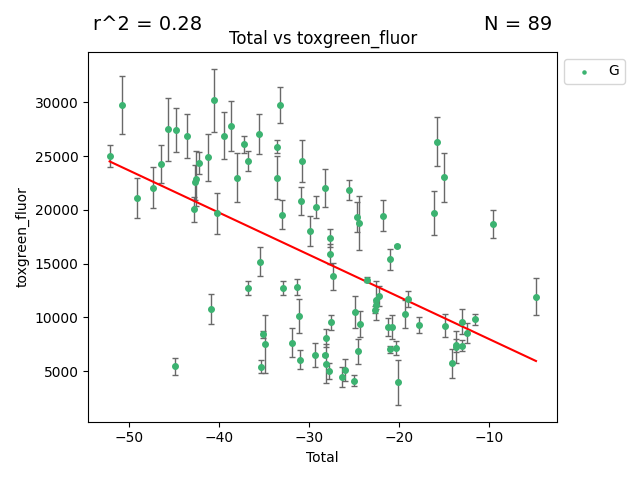 r^2 = 0.28
N = 89
Total vs toxgreen_fluor
G
30000
25000
20000
15000
10000
5000
toxgreen_fluor
−50
−40
−30
−20
−10
Total